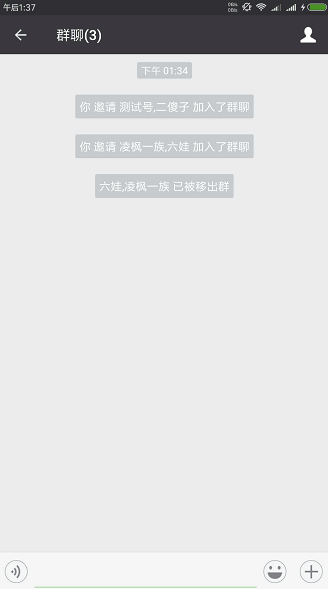 午后1:37
0B/s
0B/s
群聊(3)
下午 01:34
你 邀请 测试号,二傻子 加入了群聊
你 邀请 凌枫一族,六娃 加入了群聊
六娃,凌枫一族 已被移出群